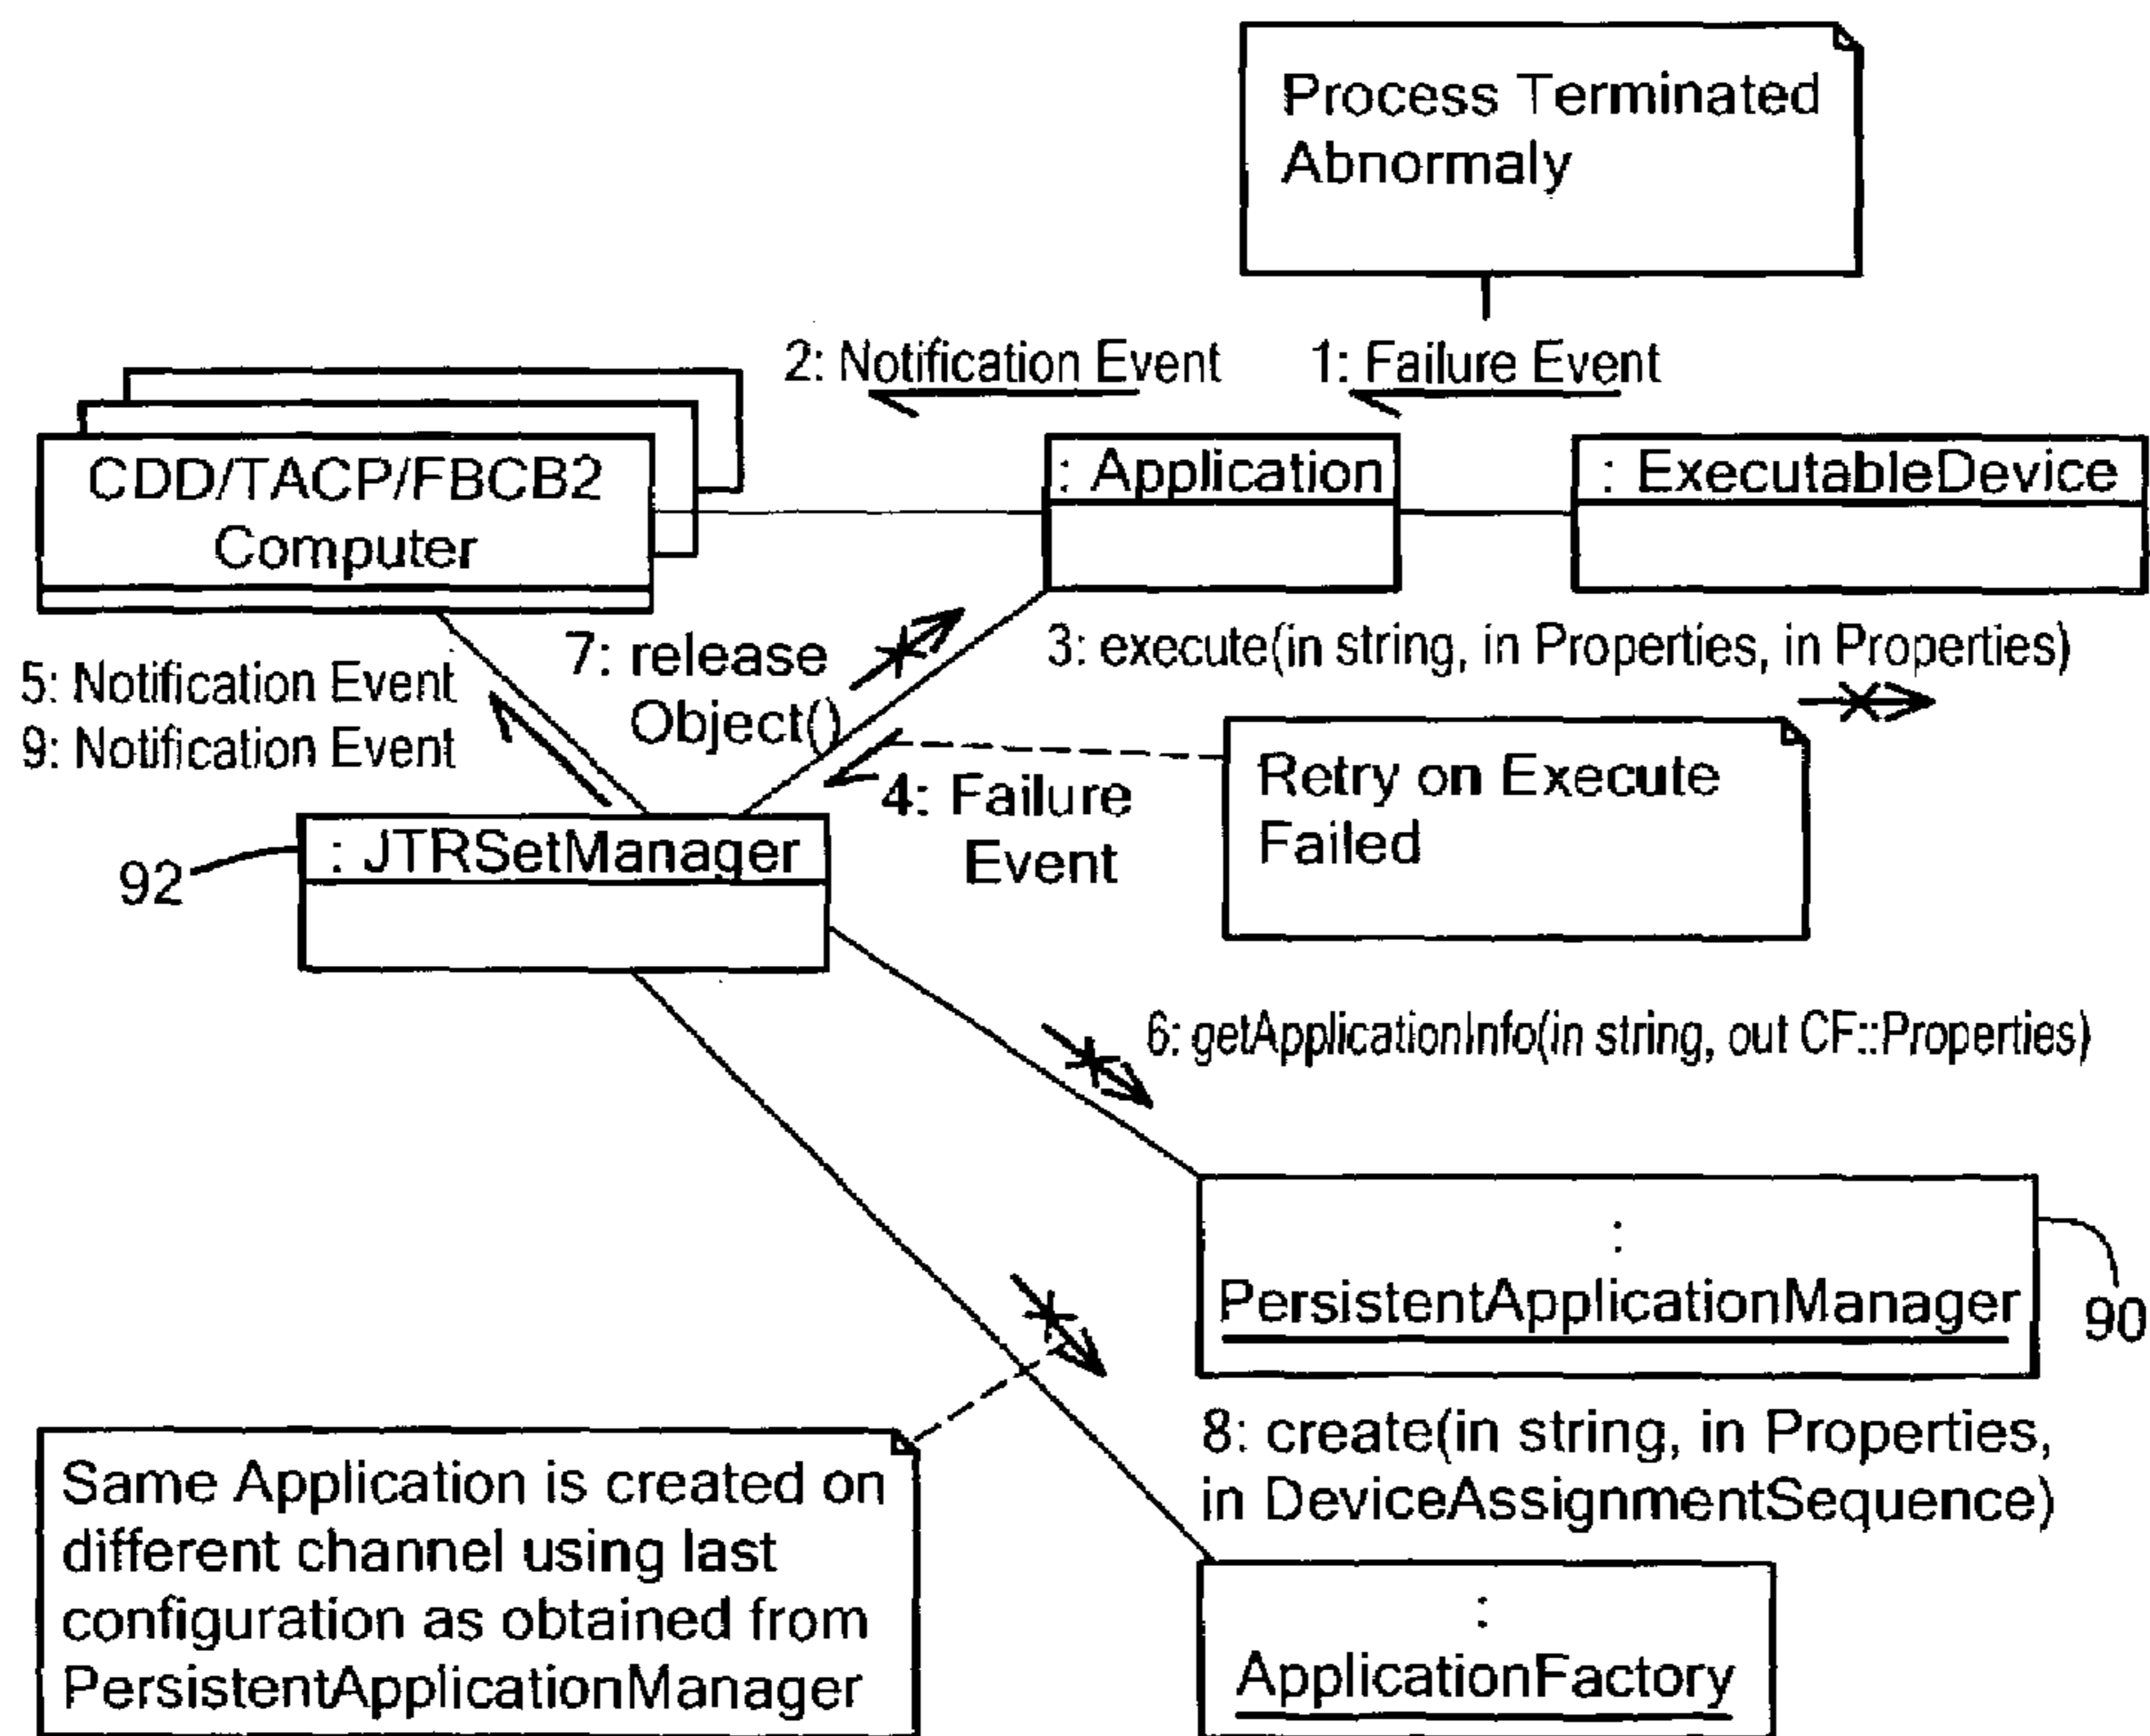 Process Terminated
Abnormaly
2: Notification Event
1: Failure Event
CDD/TACP/FBCB2
Computer
: Application
: ExecutableDevice
7: release
Object()
3: execute(in string, in Properties, in Properties)
5: Notification Event
9: Notification Event
4: Failure
Event
Retry on Execute
Failed
: JTRSetManager
92
6: getApplicationInfo(in string, out CF::Properties)
:
PersistentApplicationManager
90
8: create(in string, in Properties,
in DeviceAssignmentSequence)
Same Application is created on
different channel using last
configuration as obtained from
PersistentApplicationManager
:
ApplicationFactory